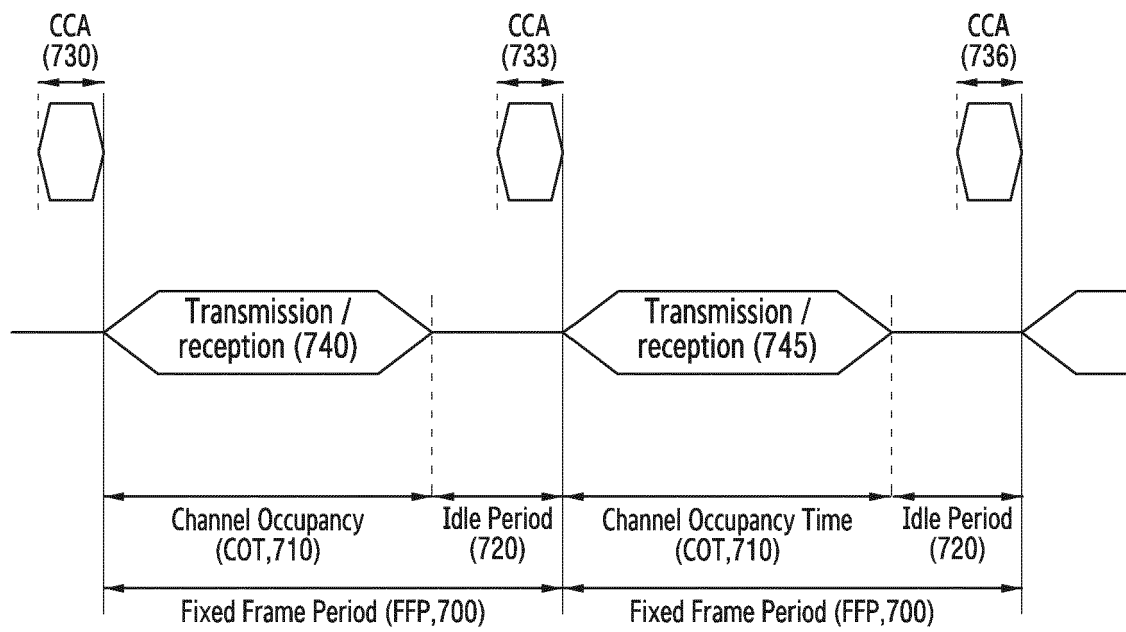 CCA
(730)
CCA
(733)
CCA
(736)
Transmission /
reception (740)
Transmission /
reception (745)
Channel Occupancy
(COT,710)
Idle Period
(720)
Channel Occupancy Time
(COT,710)
Idle Period
(720)
Fixed Frame Period (FFP,700)
Fixed Frame Period (FFP,700)